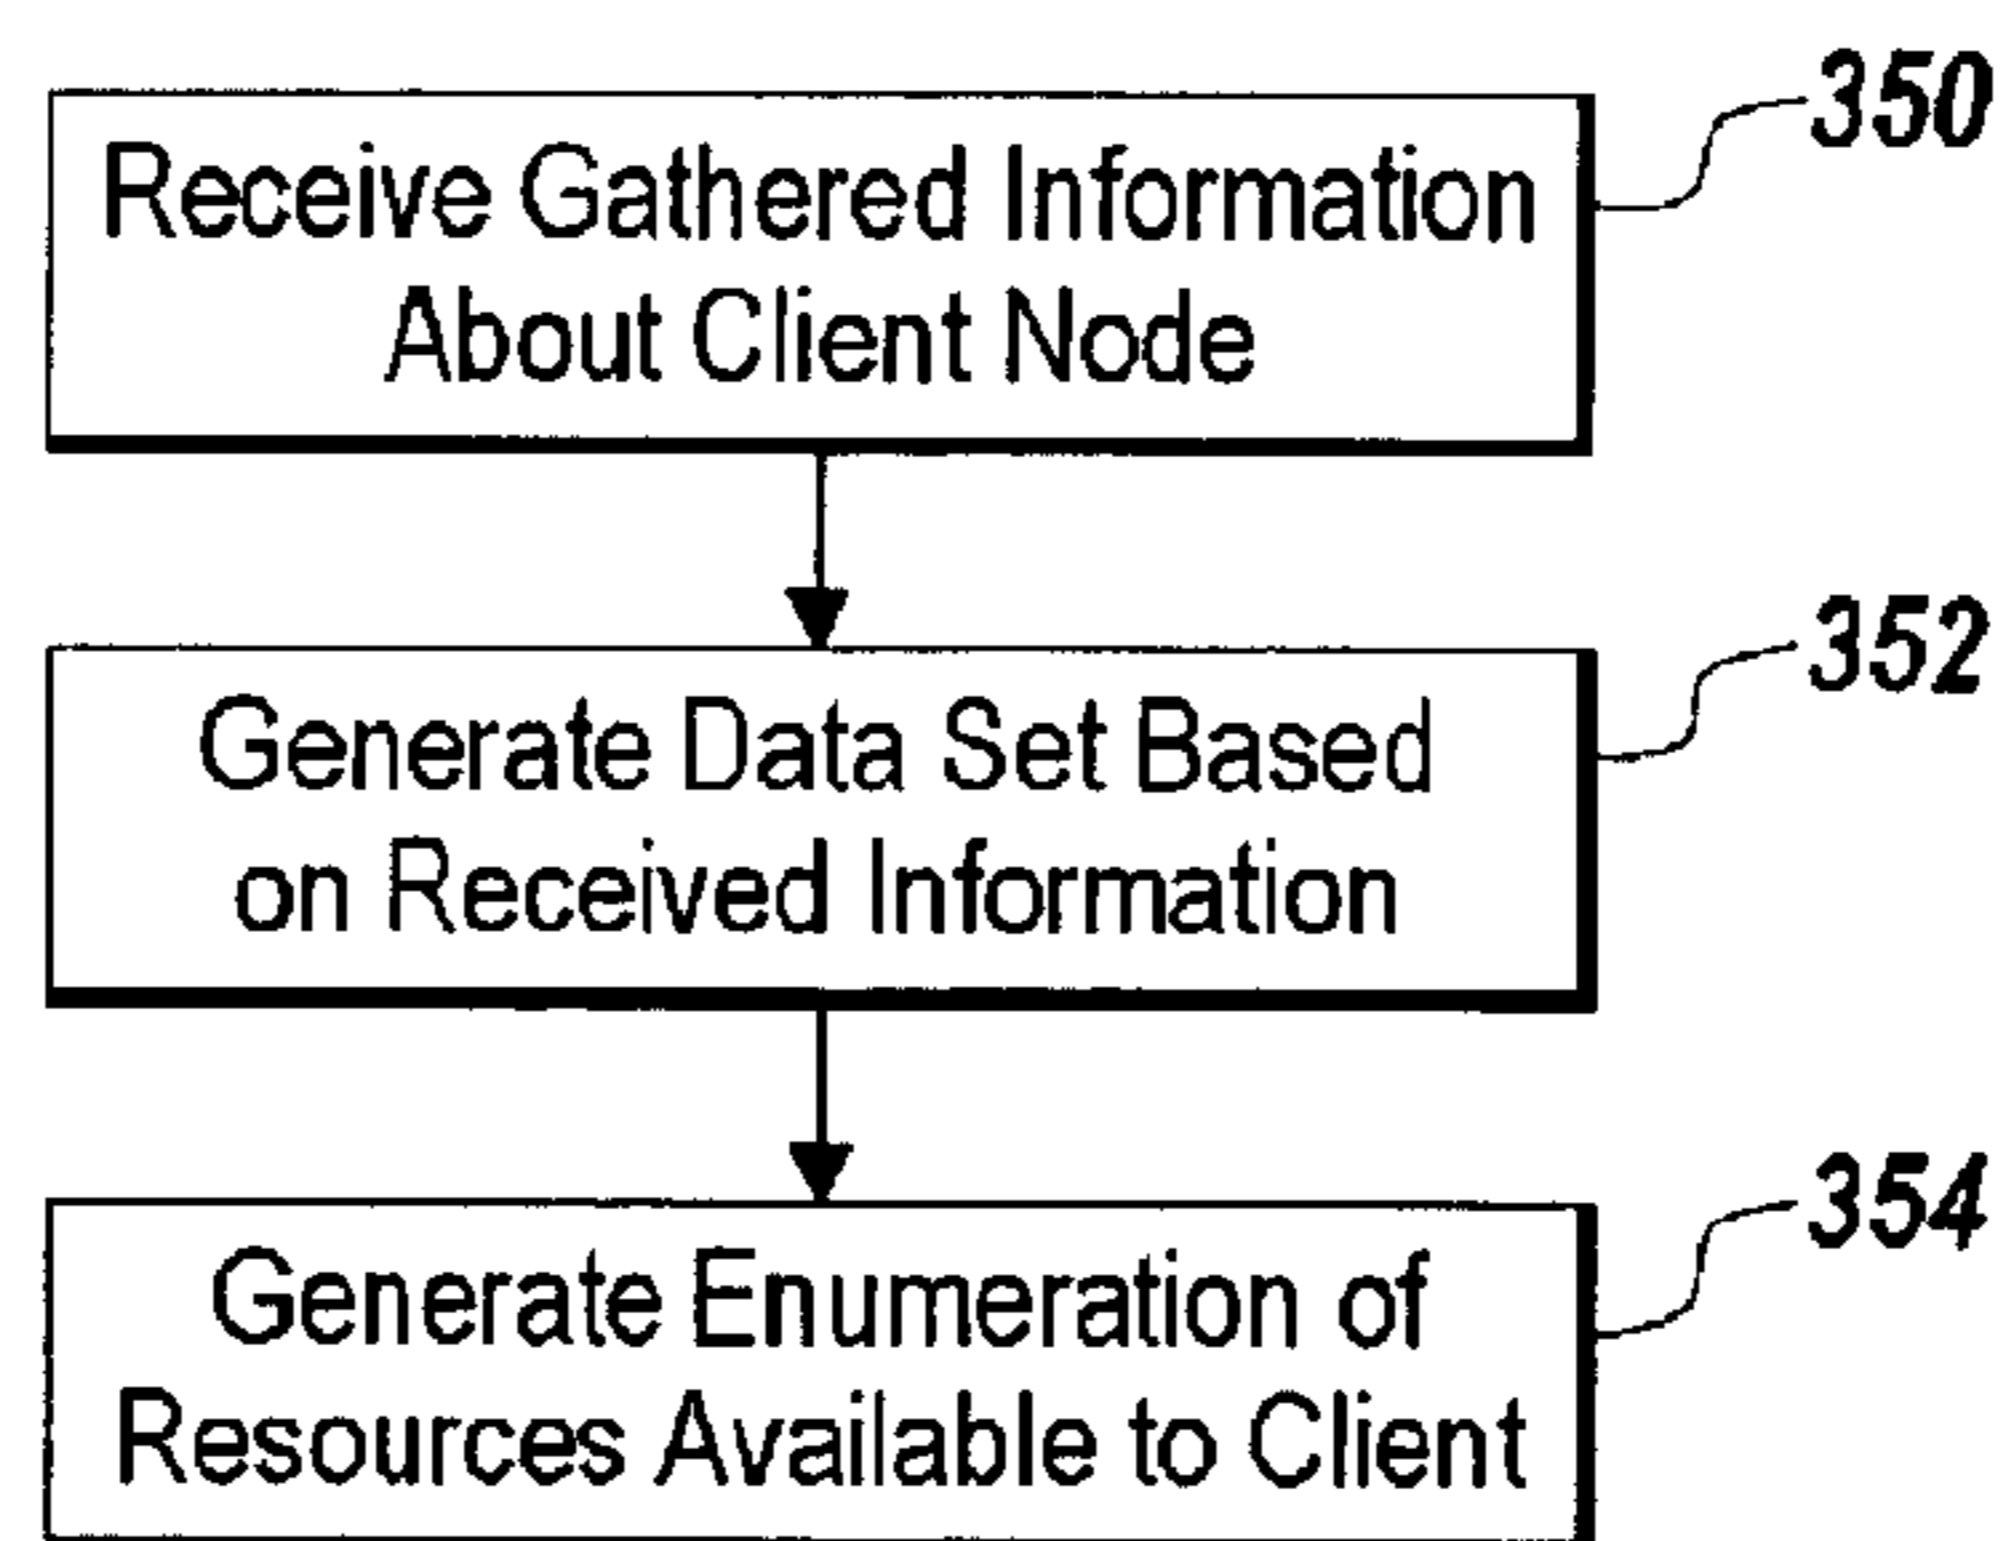 Receive Gathered Information
About Client Node
350
Generate Data Set Based
on Received Information
352
Generate Enumeration of
Resources Available to Client
354